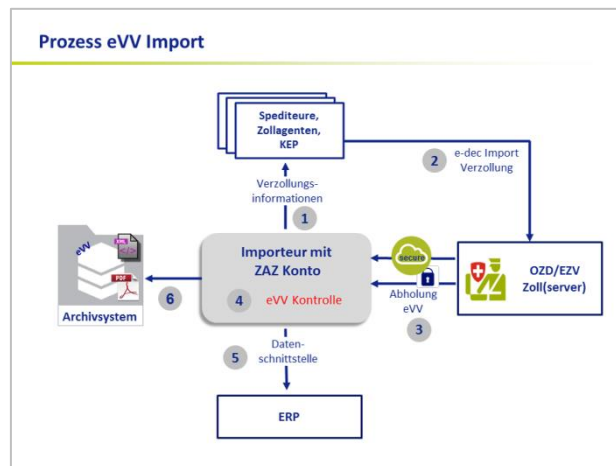 Prozess eVV Import
Spediteure,
Zollagenten,
KEP
2
e-dec Import
Verzollung
Verzollungs-
informationen
1
eVV
XML
</>
PDF
Archivsystem
6
Importeur mit
ZAZ Konto
4
eVV Kontrolle
secure
Abholung
eVV
3
OZD/EZV
Zoll(server)
5
Daten-
schnittstelle
ERP